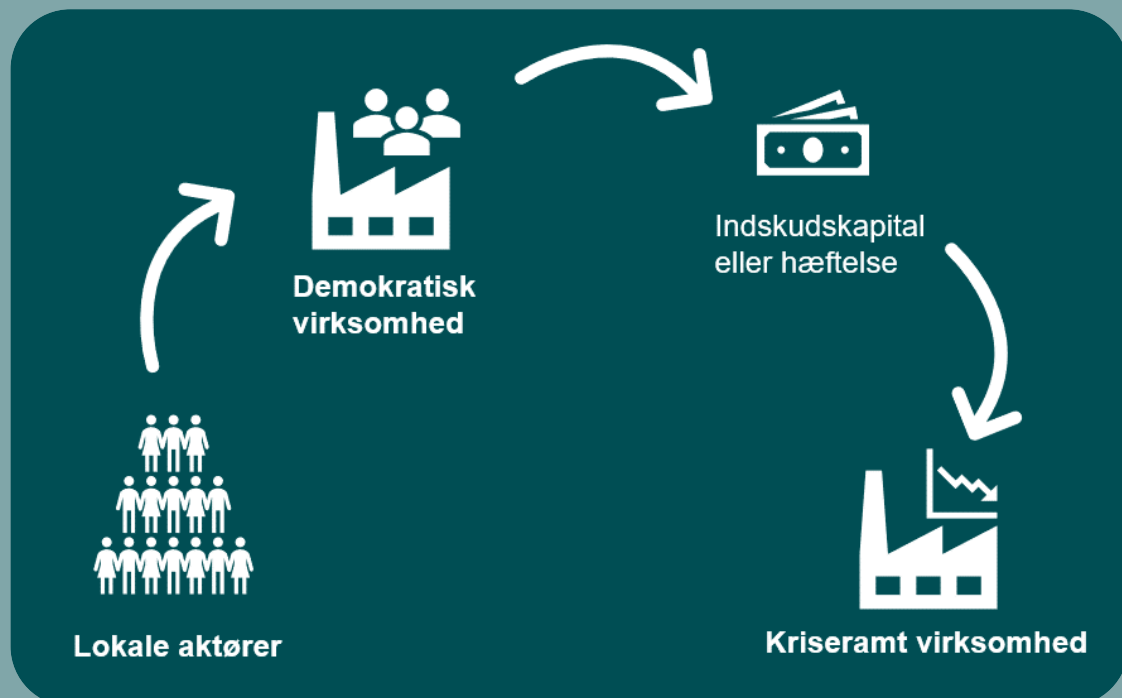 Demokratisk
virksomhed
Indskudskapital
eller hæftelse
Lokale aktører
Kriseramt virksomhed